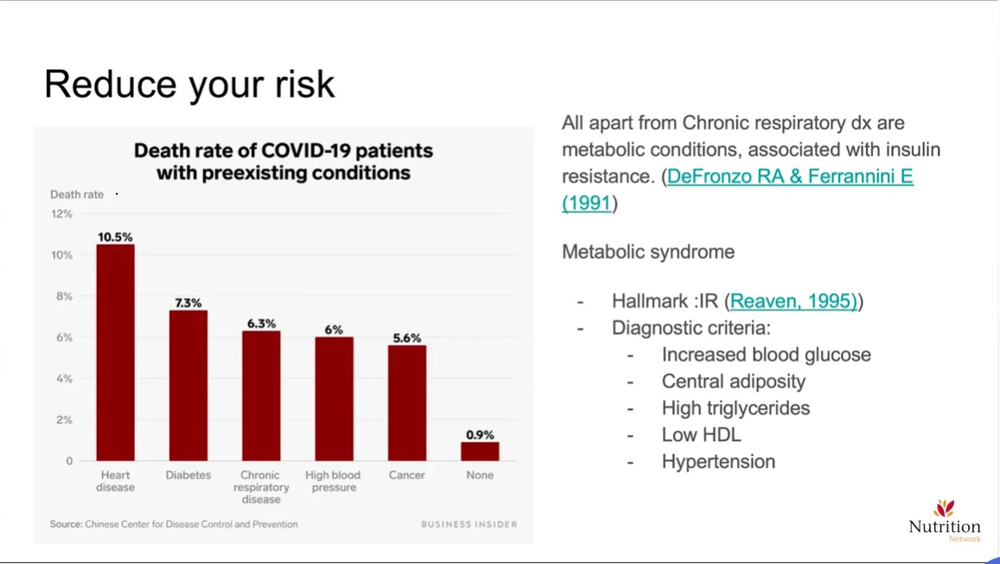 Reduce your risk
Death rate of COVID-19 patients
with preexisting conditions
Death rate
12%
10%
8%
6%
4%
2%
0
10.5%
7.3%
6.3%
6%
5.6%
0.9%
Heart
disease
Diabetes
Chronic
respiratory
disease
High blood
pressure
Cancer
None
Source: Chinese Center for Disease Control and Prevention
BUSINESS INSIDER
All apart from Chronic respiratory dx are
metabolic conditions, associated with insulin
resistance. (DeFronzo RA & Ferrannini E
(1991)
Metabolic syndrome
- Hallmark :IR (Reaven, 1995))
- Diagnostic criteria:
- Increased blood glucose
- Central adiposity
- High triglycerides
- Low HDL
- Hypertension
Nutrition
Network